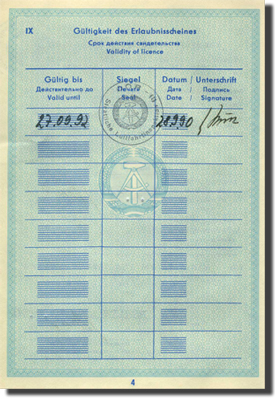 IX Gültigkeit des Erlaubnisscheines
Срок действия свидетельства
Validity of licence
Gültig bis Siegel Datum / Unterschrift
Действительно до Печать Дата / Подпись
Valid until Seal Date / Signature
27.09.92 28.9.90
4